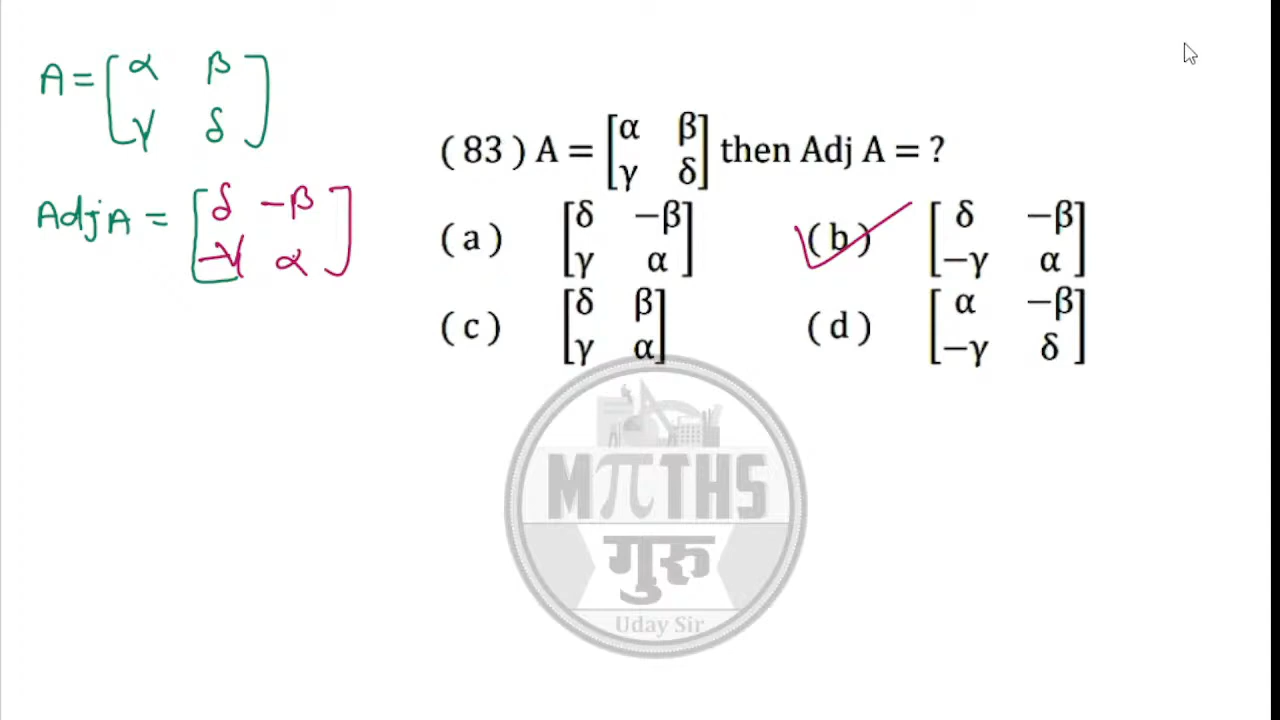 A = [α β
γ δ]
Adj A = [δ -β
-γ α]
( 83 ) A = [α β
γ δ] then Adj A = ?
( a ) [δ −β
γ α]
( b ) [δ −β
−γ α]
( c ) [δ β
γ α]
( d ) [α −β
−γ δ]
MπTHS
गुरु
Uday Sir